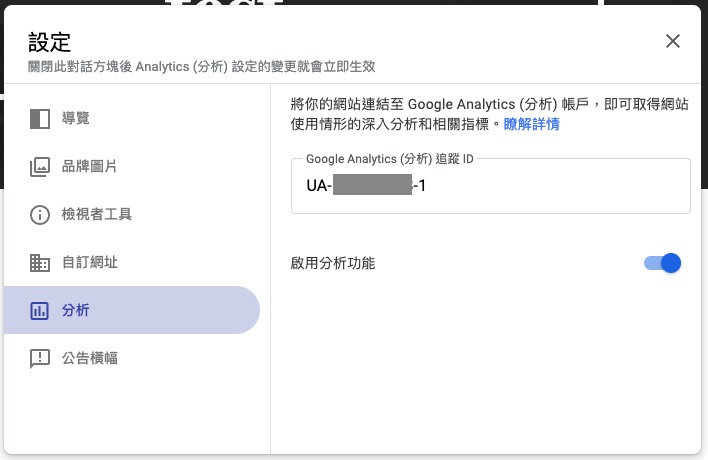 設定
關閉此對話方塊後 Analytics (分析) 設定的變更就會立即生效
導覽
品牌圖片
檢視者工具
自訂網址
分析
公告橫幅
將你的網站連結至 Google Analytics (分析) 帳戶，即可取得網站
使用情形的深入分析和相關指標。瞭解詳情
Google Analytics (分析) 追蹤 ID
UA- -1
啟用分析功能